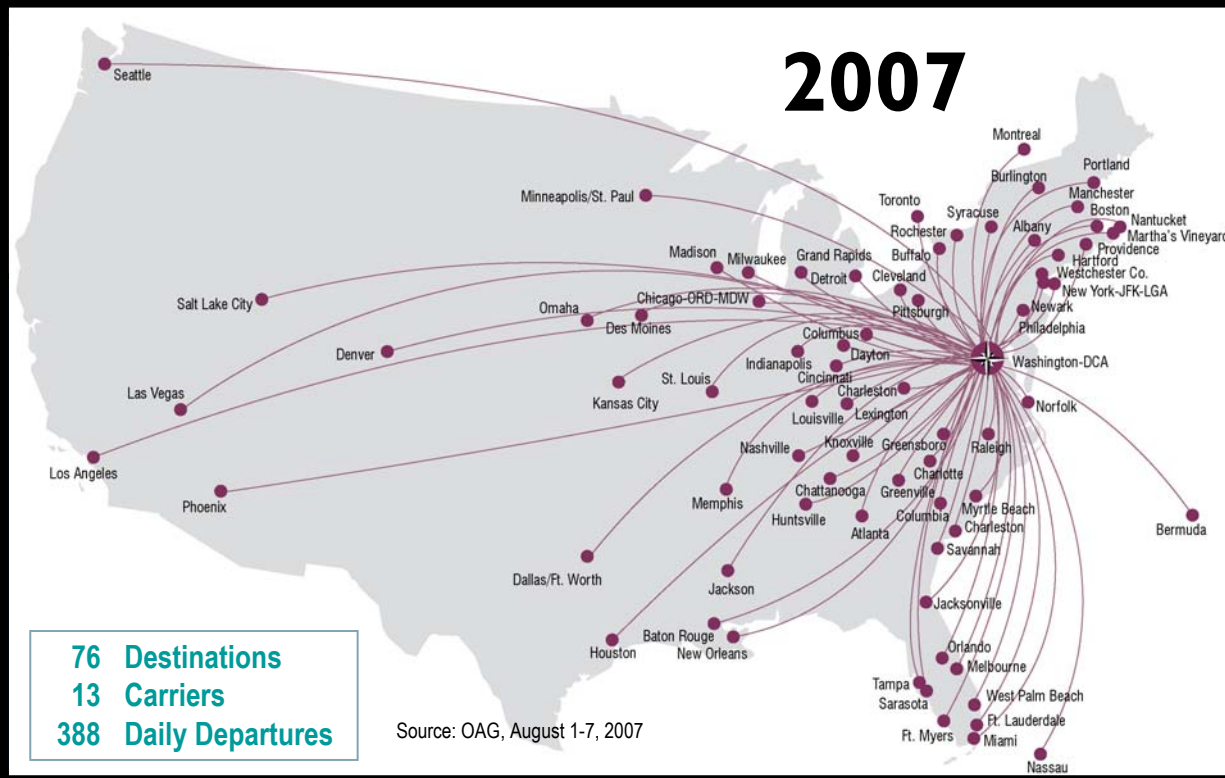 2007
Seattle
Montreal
Burlington
Portland
Manchester
Minneapolis/St. Paul
Toronto
Syracuse
Boston
Nantucket
Rochester
Albany
Martha's Vineyard
Buffalo
Providence
Madison
Milwaukee
Grand Rapids
Hartford
Detroit
Cleveland
Westchester Co.
Salt Lake City
Chicago-ORD-MDW
New York-JFK-LGA
Omaha
Pittsburgh
Newark
Des Moines
Philadelphia
Columbus
Denver
Indianapolis
Dayton
Washington-DCA
Cincinnati
St. Louis
Las Vegas
Kansas City
Charleston
Louisville
Lexington
Norfolk
Nashville
Knoxville
Greensboro
Raleigh
Los Angeles
Charlotte
Phoenix
Chattanooga
Greenville
Memphis
Myrtle Beach
Huntsville
Columbia
Charleston
Atlanta
Bermuda
Savannah
Dallas/Ft. Worth
Jackson
Jacksonville
Baton Rouge
Houston
New Orleans
Orlando
Melbourne
Tampa
West Palm Beach
Sarasota
Ft. Lauderdale
Ft. Myers
Miami
Nassau
76 Destinations
13 Carriers
388 Daily Departures
Source: OAG, August 1-7, 2007